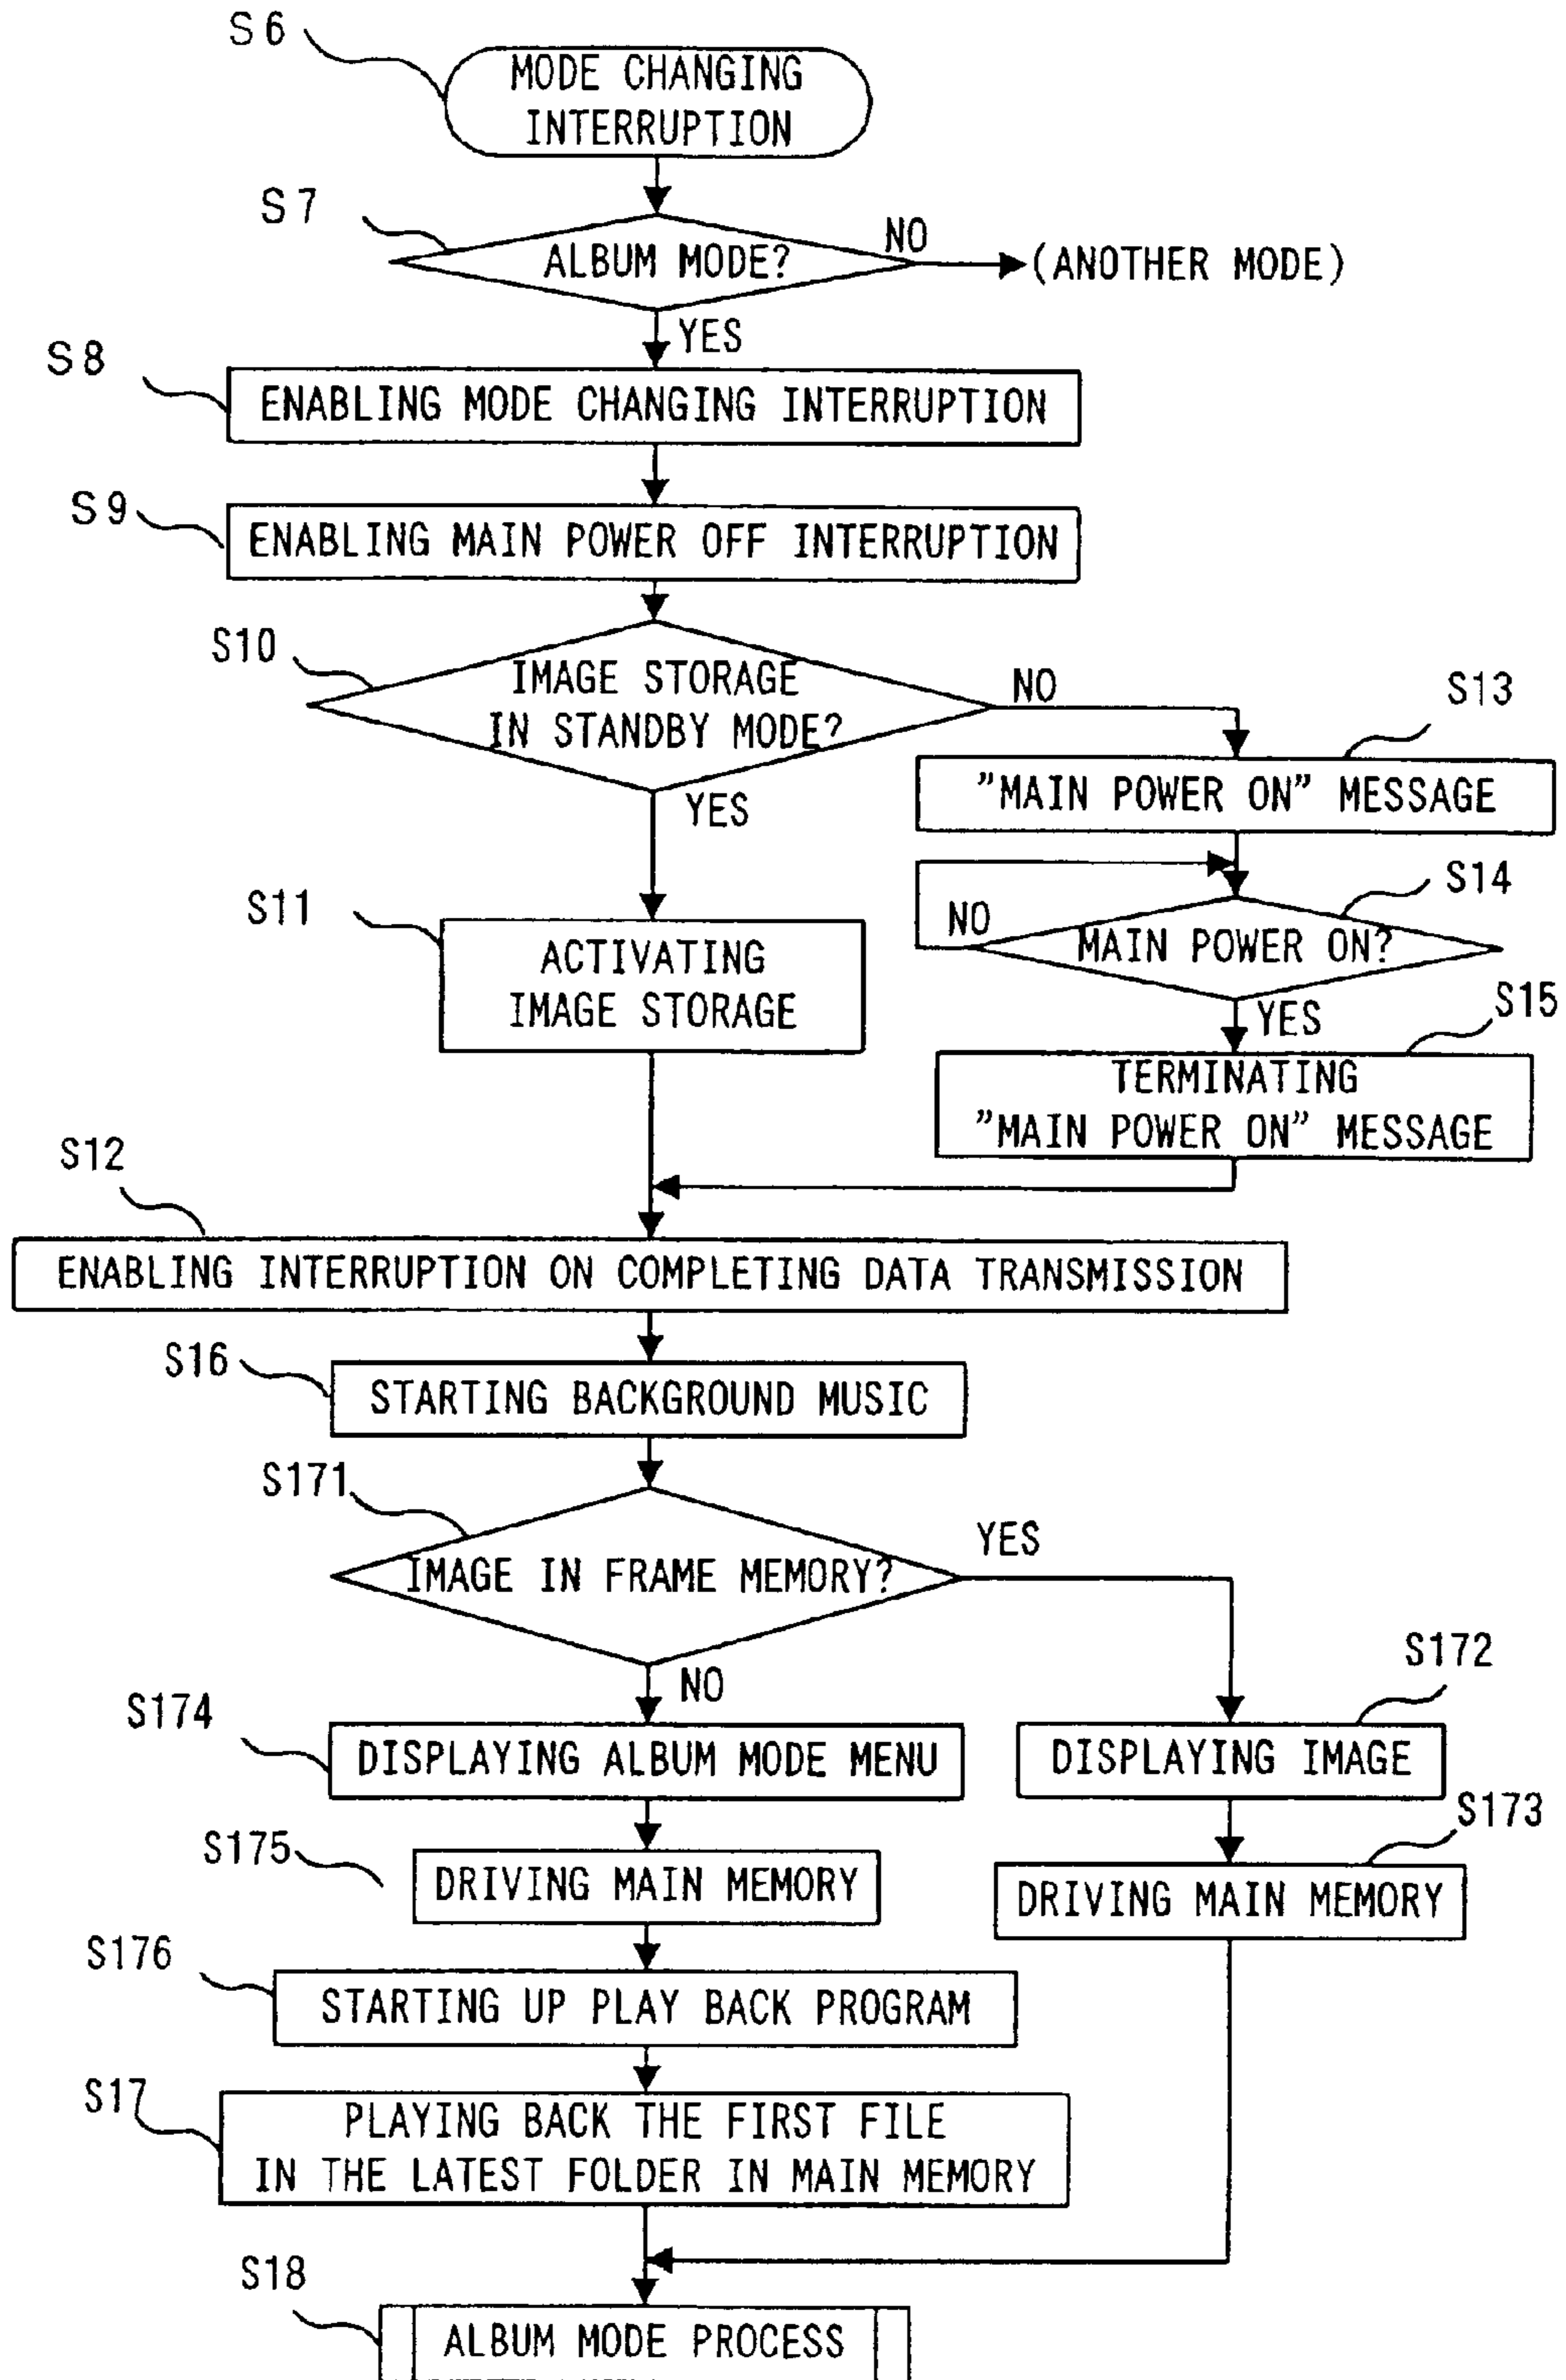 S6
MODE CHANGING
INTERRUPTION
S7
ALBUM MODE?
NO
(ANOTHER MODE)
YES
S8
ENABLING MODE CHANGING INTERRUPTION
S9
ENABLING MAIN POWER OFF INTERRUPTION
S10
IMAGE STORAGE
IN STANDBY MODE?
NO
YES
S13
"MAIN POWER ON" MESSAGE
S11
ACTIVATING
IMAGE STORAGE
S14
NO
MAIN POWER ON?
YES
S15
TERMINATING
"MAIN POWER ON" MESSAGE
S12
ENABLING INTERRUPTION ON COMPLETING DATA TRANSMISSION
S16
STARTING BACKGROUND MUSIC
S171
IMAGE IN FRAME MEMORY?
YES
NO
S172
DISPLAYING IMAGE
S174
DISPLAYING ALBUM MODE MENU
S173
DRIVING MAIN MEMORY
S175
DRIVING MAIN MEMORY
S176
STARTING UP PLAY BACK PROGRAM
S17
PLAYING BACK THE FIRST FILE
IN THE LATEST FOLDER IN MAIN MEMORY
S18
ALBUM MODE PROCESS